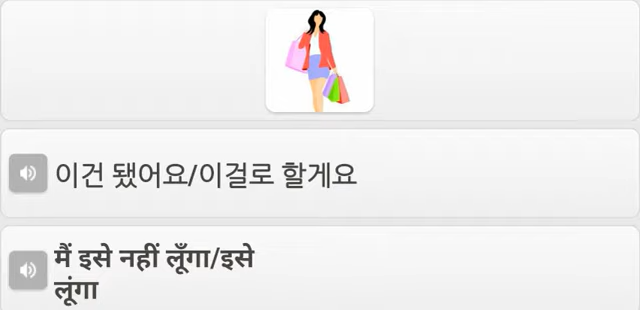 이건 됐어요/이걸로 할게요
मैं इसे नहीं लूँगा/इसे
लूंगा